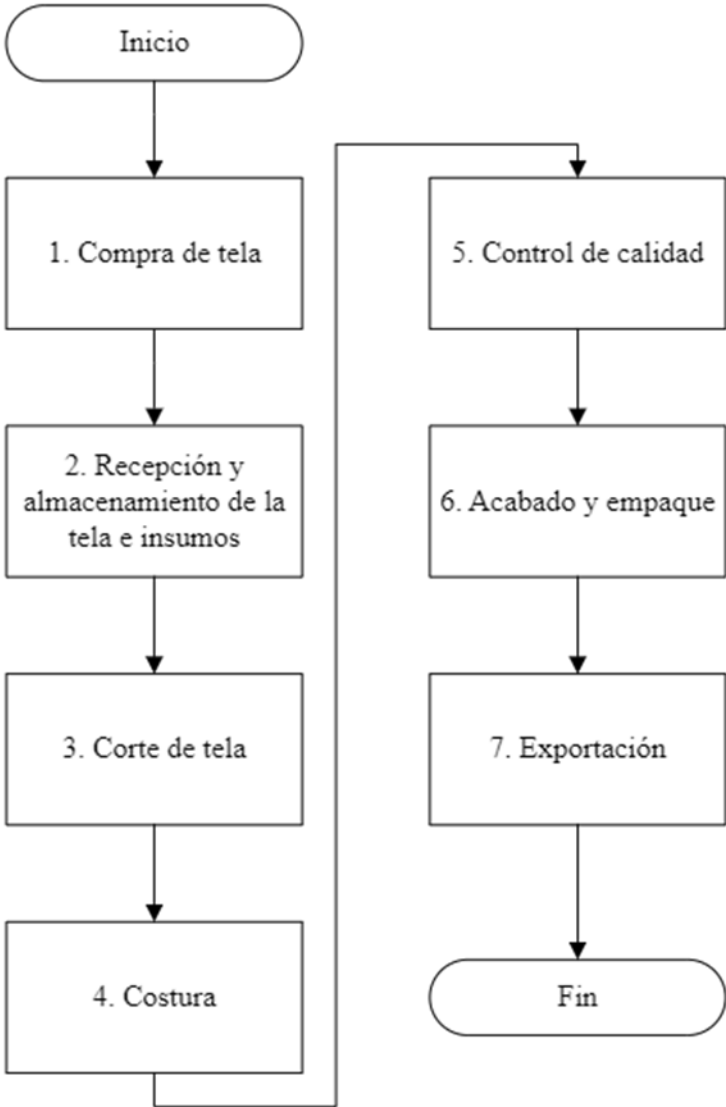 Inicio
1. Compra de tela
2. Recepción y
almacenamiento de la
tela e insumos
3. Corte de tela
4. Costura
5. Control de calidad
6. Acabado y empaque
7. Exportación
Fin